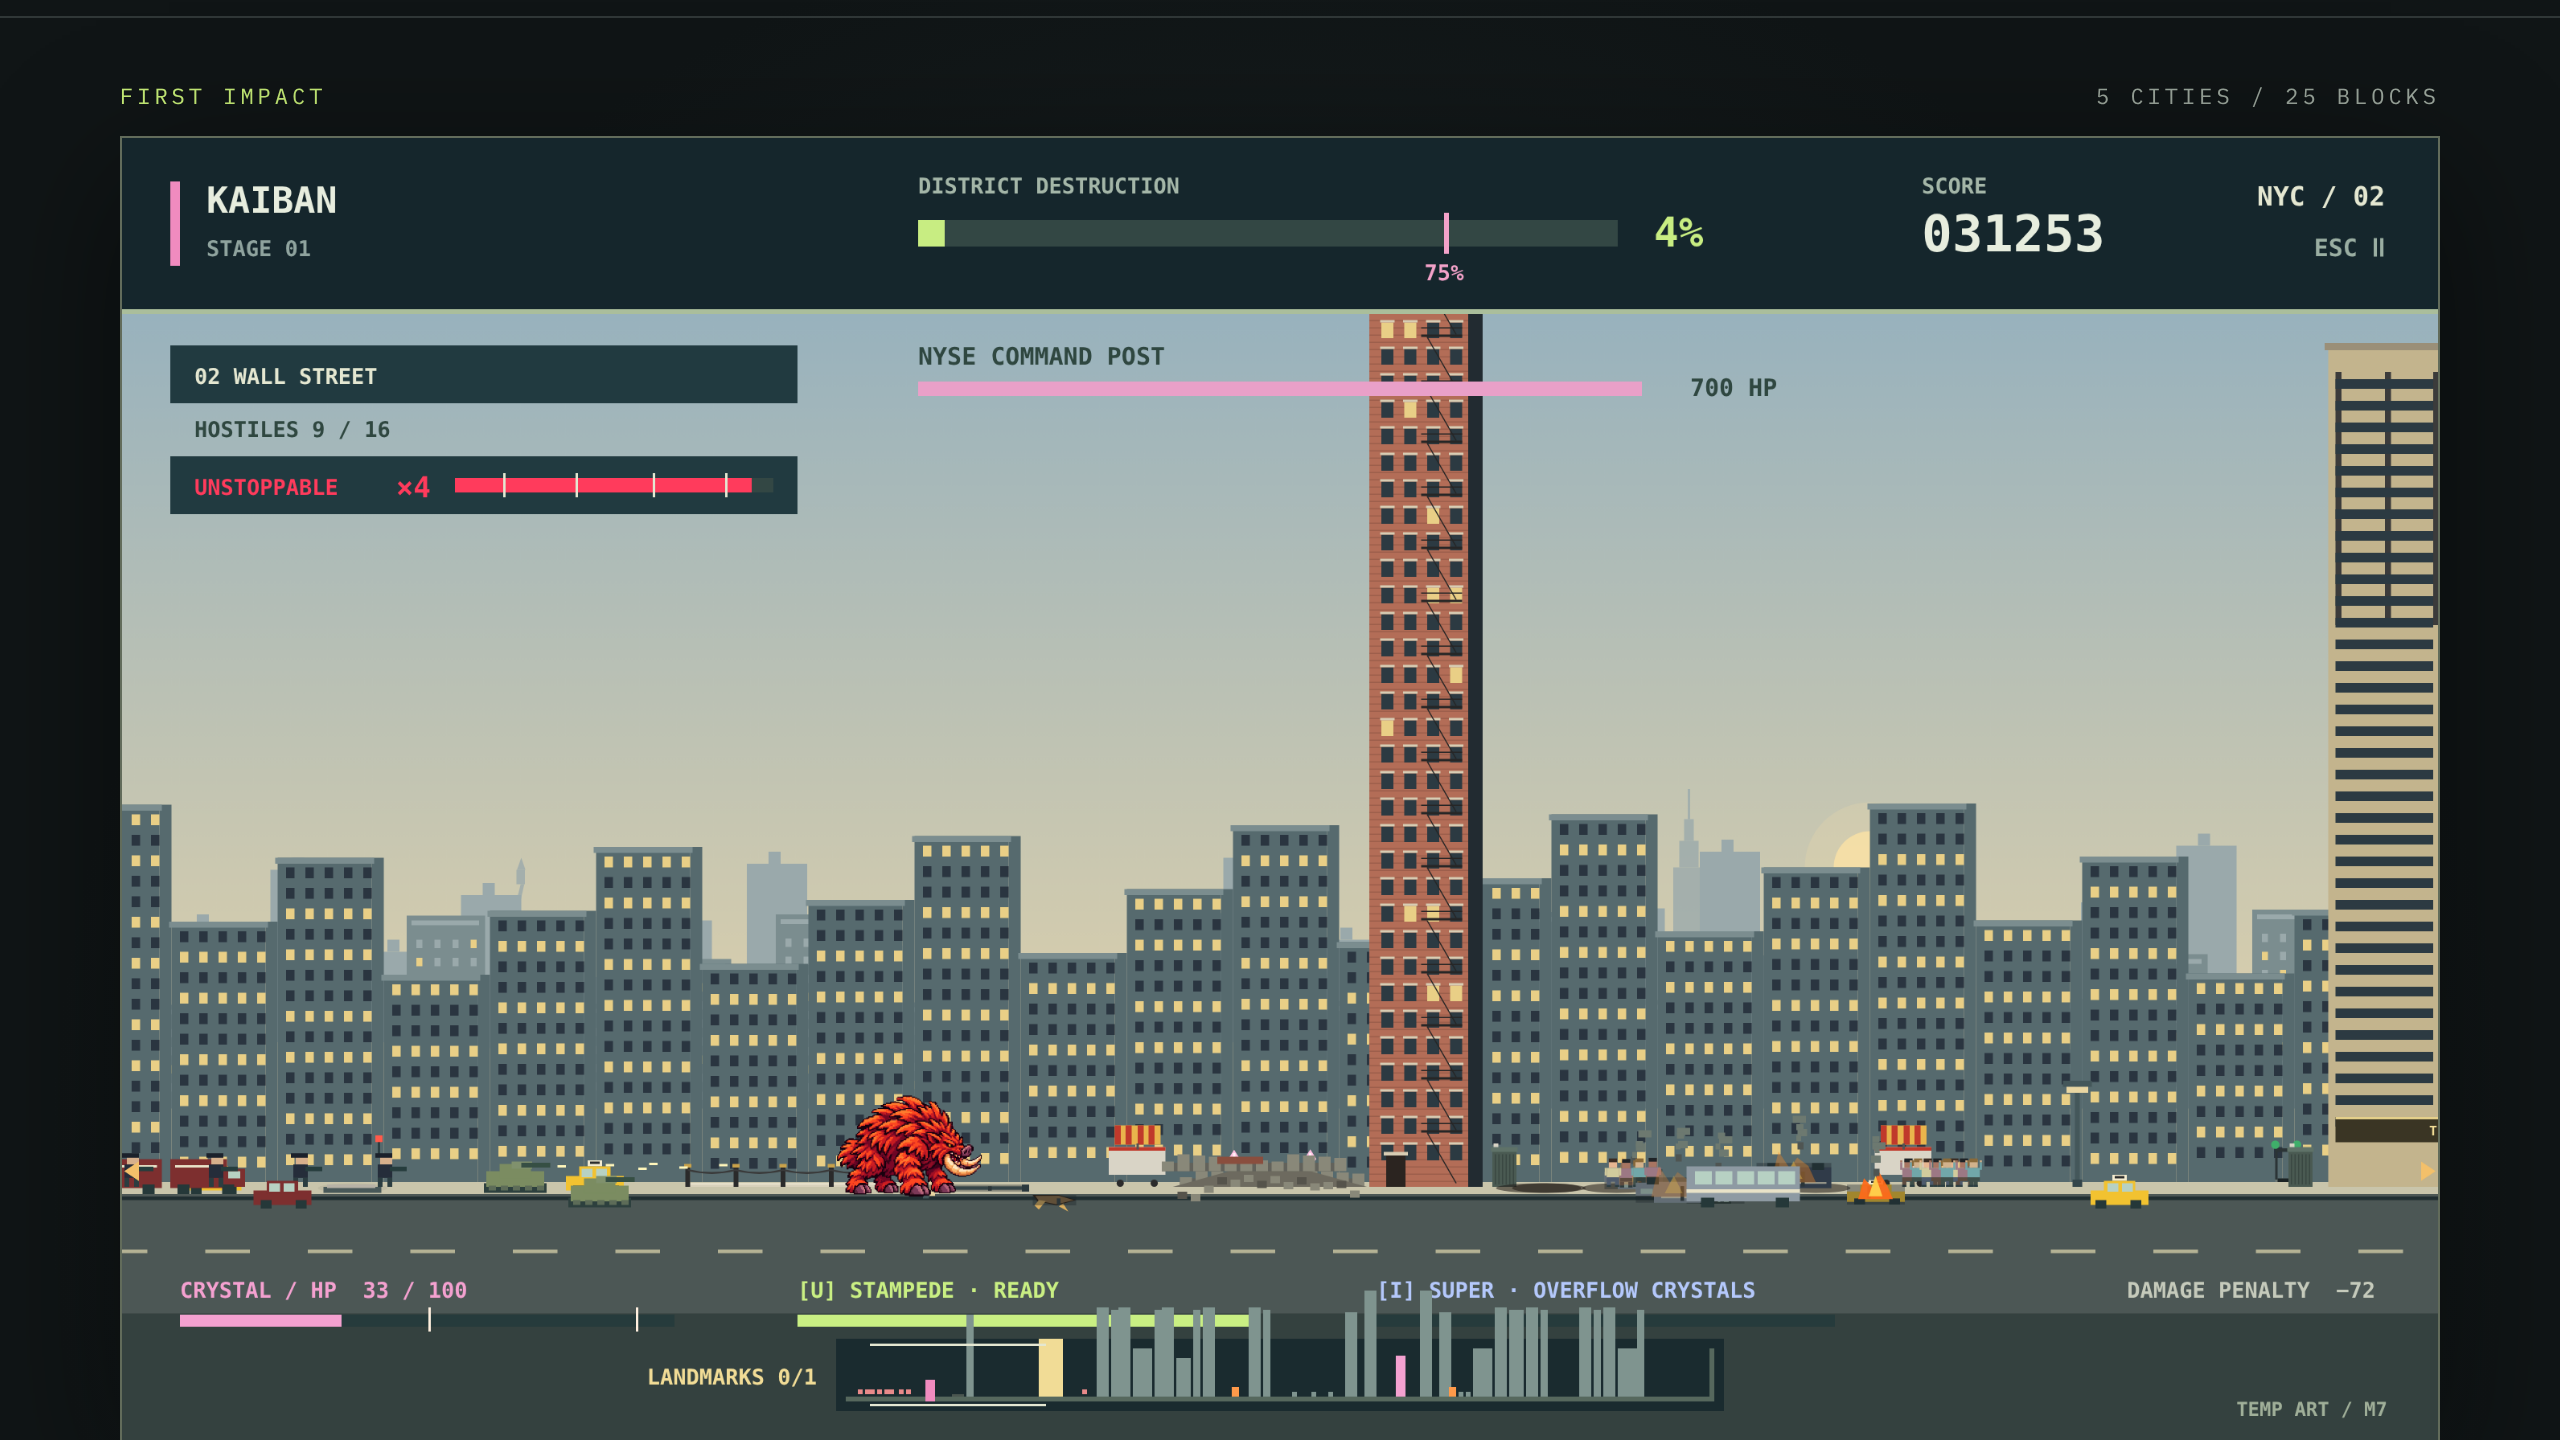 FIRST IMPACT
5 CITIES / 25 BLOCKS
KAIBAN
STAGE 01
DISTRICT DESTRUCTION
4%
75%
SCORE
031253
NYC / 02
ESC II
02 WALL STREET
HOSTILES 9 / 16
UNSTOPPABLE ×4
NYSE COMMAND POST
700 HP
T
CRYSTAL / HP 33 / 100
[U] STAMPEDE · READY
[I] SUPER · OVERFLOW CRYSTALS
DAMAGE PENALTY −72
LANDMARKS 0/1
TEMP ART / M7